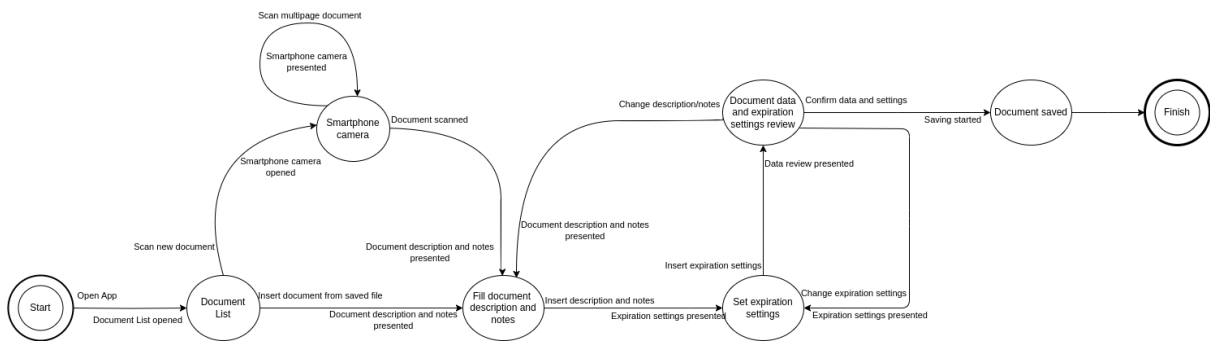 Scan multipage document
Smartphone camera
presented
Smartphone
camera
Document scanned
Smartphone camera
opened
Scan new document
Change description/notes
Document data
and expiration
settings review
Confirm data and settings
Saving started
Document saved
Finish
Data review presented
Document description and notes
presented
Document description and notes
presented
Insert expiration settings
Start
Open App
Document List opened
Document
List
Insert document from saved file
Document description and notes
presented
Fill document
description and
notes
Insert description and notes
Expiration settings presented
Set expiration
settings
Change expiration settings
Expiration settings presented